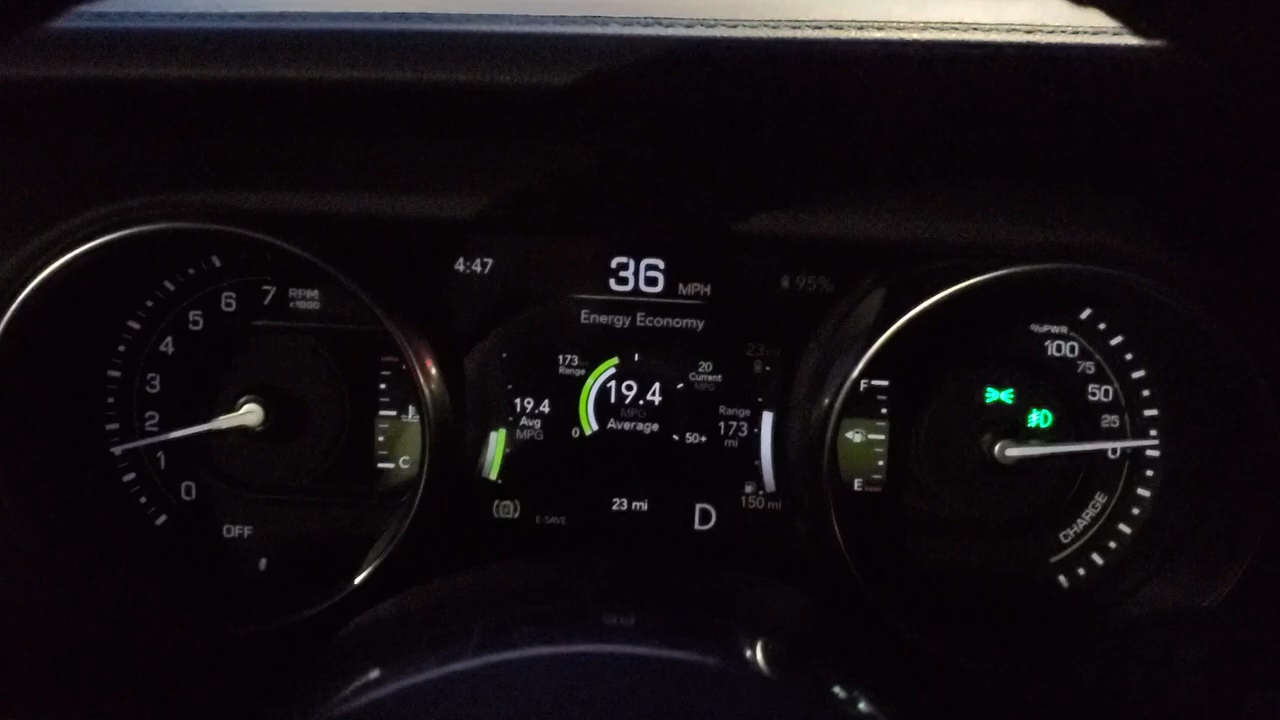 7 RPM
x1000
6
5
4
3
2
1
0
OFF
C
4:47
36 MPH
95%
Energy Economy
173
Range
20
Current
MPG
19.4
MPG
Average
0
50+
19.4
Avg
MPG
Range
173
mi
150 mi
23 mi
E-SAVE
D
F
E
%PWR
100
75
50
25
0
CHARGE